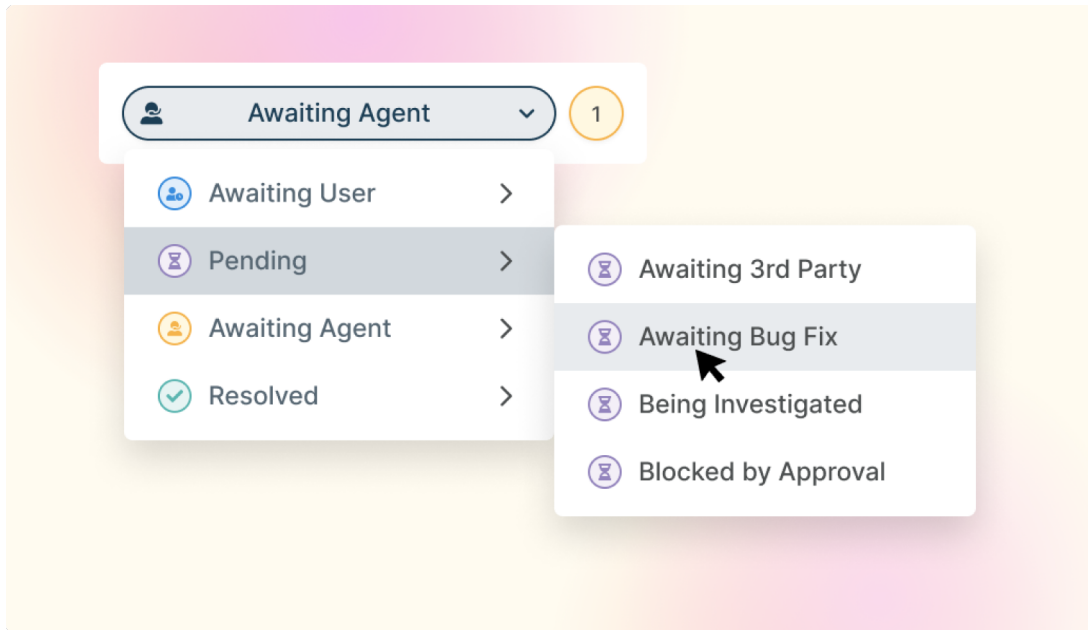 Awaiting Agent
1
Awaiting User
Pending
Awaiting Agent
Resolved
Awaiting 3rd Party
Awaiting Bug Fix
Being Investigated
Blocked by Approval